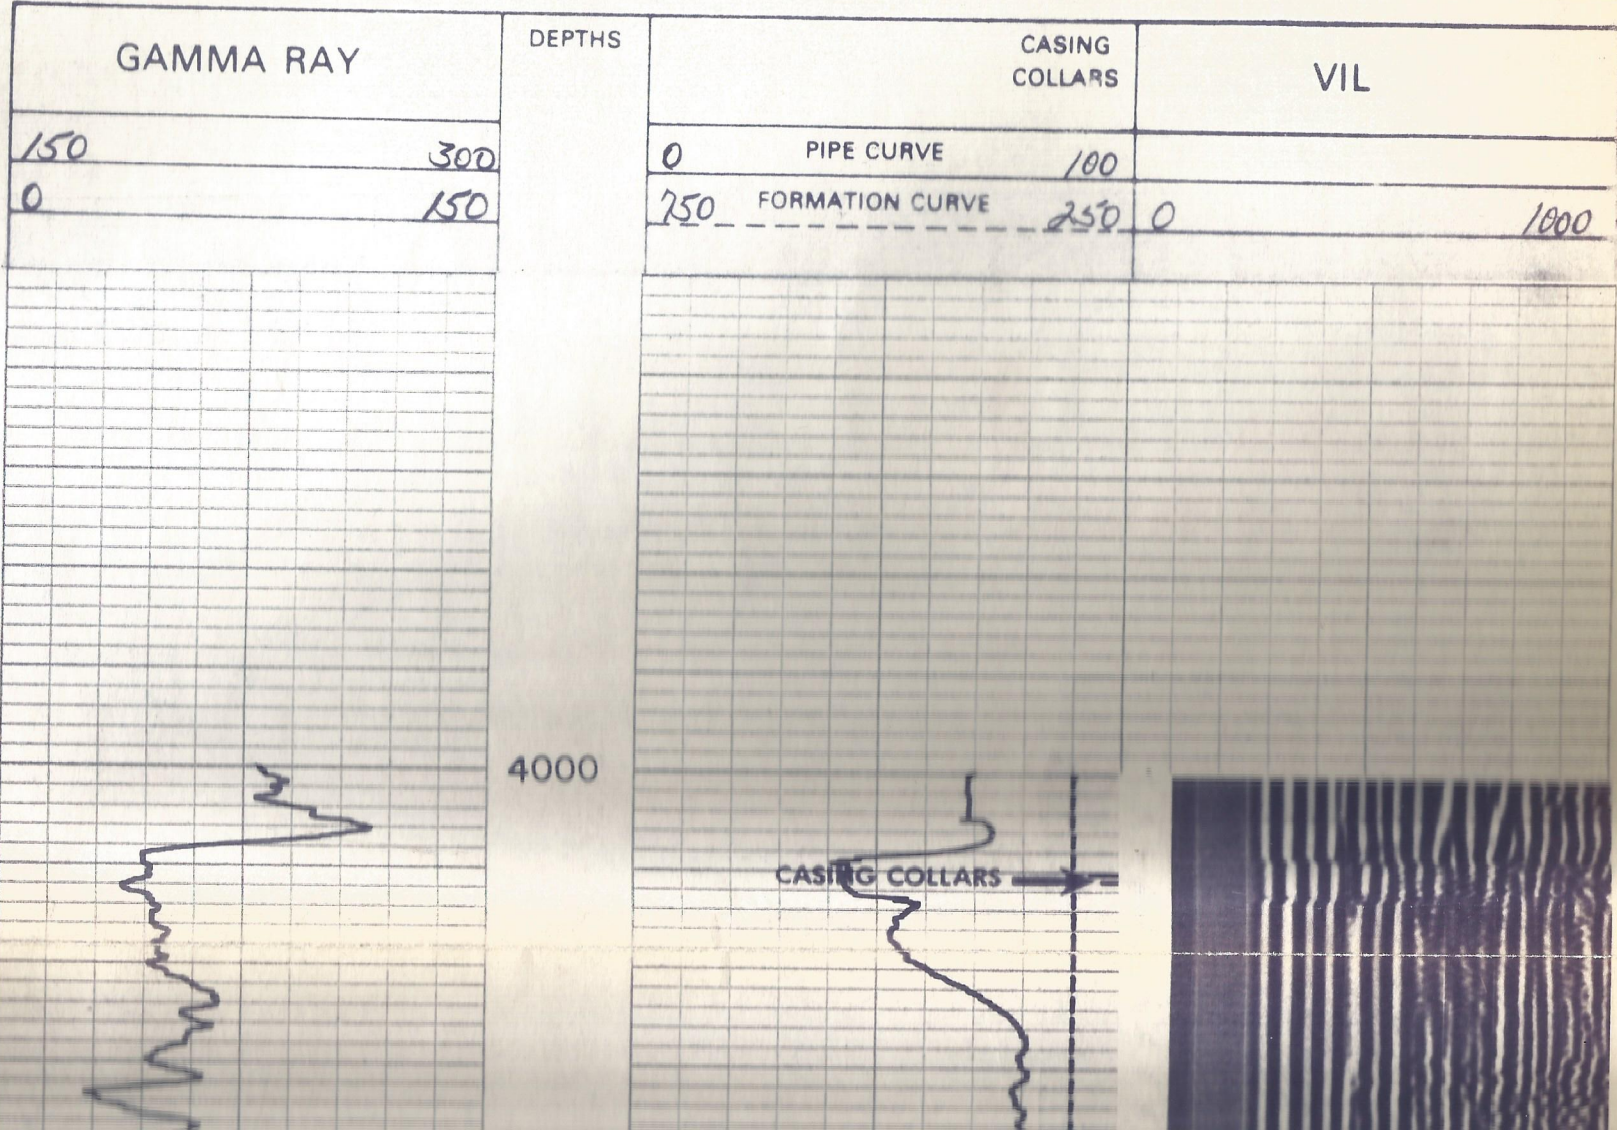 GAMMA RAY
150 300
0 150
DEPTHS
CASING
COLLARS
0 PIPE CURVE 100
750 FORMATION CURVE 250
VIL
0 1000
4000
CASING COLLARS